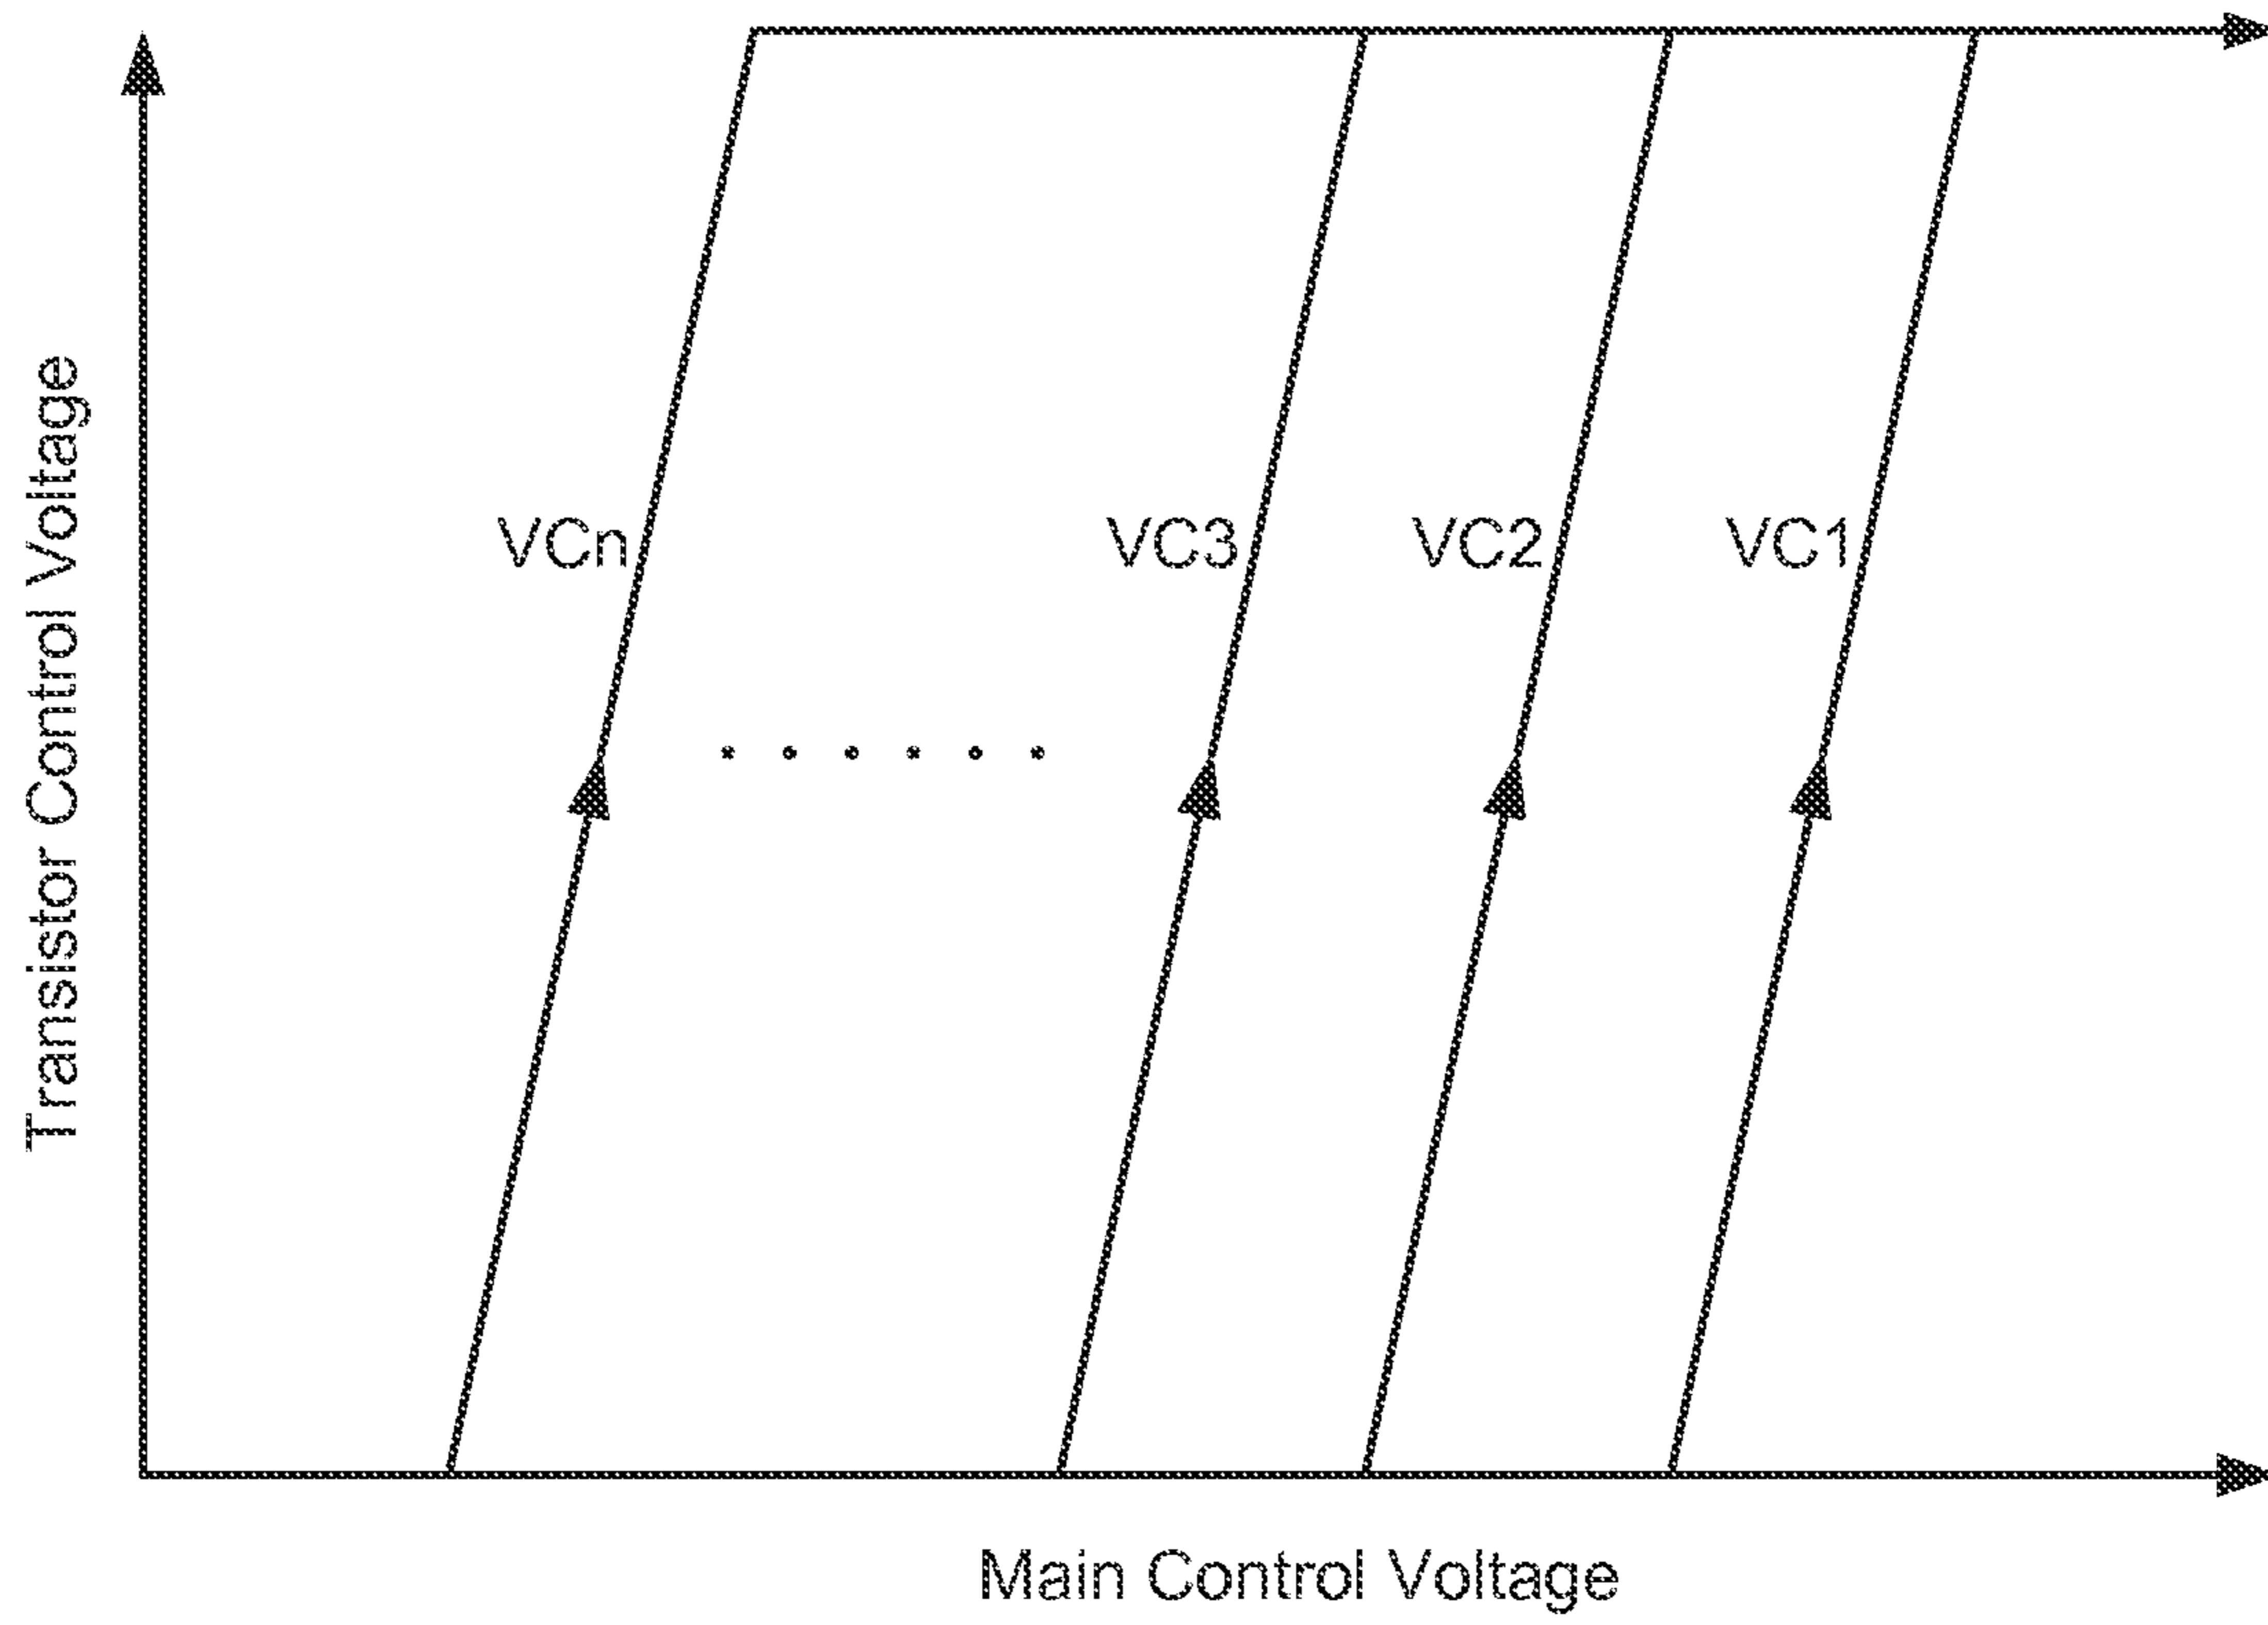 Transistor Control Voltage
VCn
VC3
VC2
VC1
Main Control Voltage